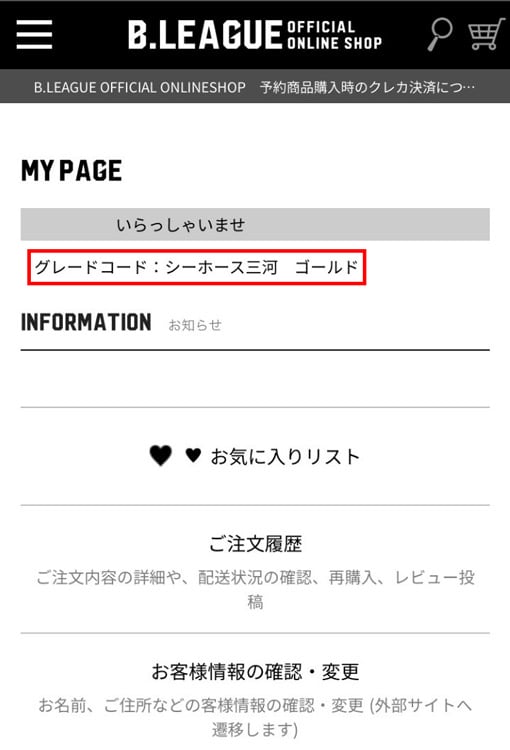 B.LEAGUE OFFICIAL
ONLINE SHOP
B.LEAGUE OFFICIAL ONLINESHOP　予約商品購入時のクレカ決済につ…
MY PAGE
いらっしゃいませ
グレードコード：シーホース三河　ゴールド
INFORMATION お知らせ
お気に入りリスト
ご注文履歴
ご注文内容の詳細や、配送状況の確認、再購入、レビュー投
稿
お客様情報の確認・変更
お名前、ご住所などの客様情報の確認・変更 (外部サイトへ
遷移します)